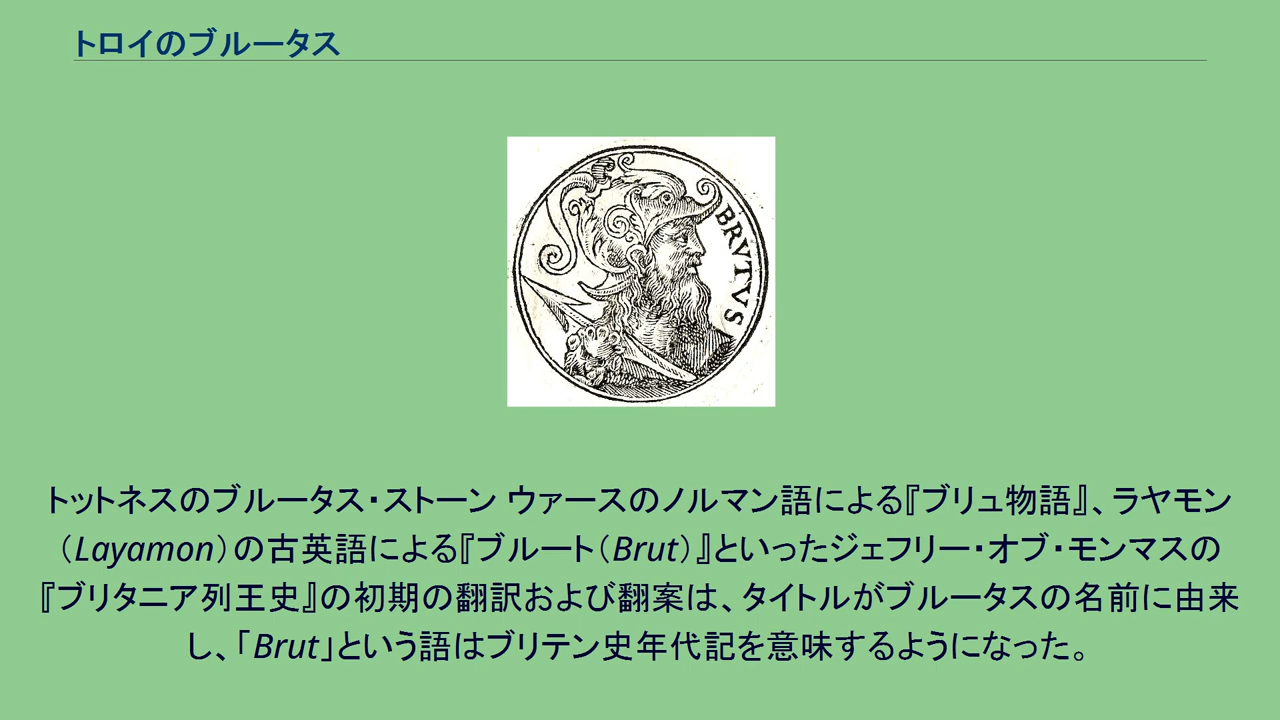 トロイのブルータス
BRVTVS
トットネスのブルータス・ストーン ウァースのノルマン語による『ブリュ物語』、ラヤモン
（Layamon）の古英語による『ブルート（Brut）』といったジェフリー・オブ・モンマスの
『ブリタニア列王史』の初期の翻訳および翻案は、タイトルがブルータスの名前に由来
し、「Brut」という語はブリテン史年代記を意味するようになった。